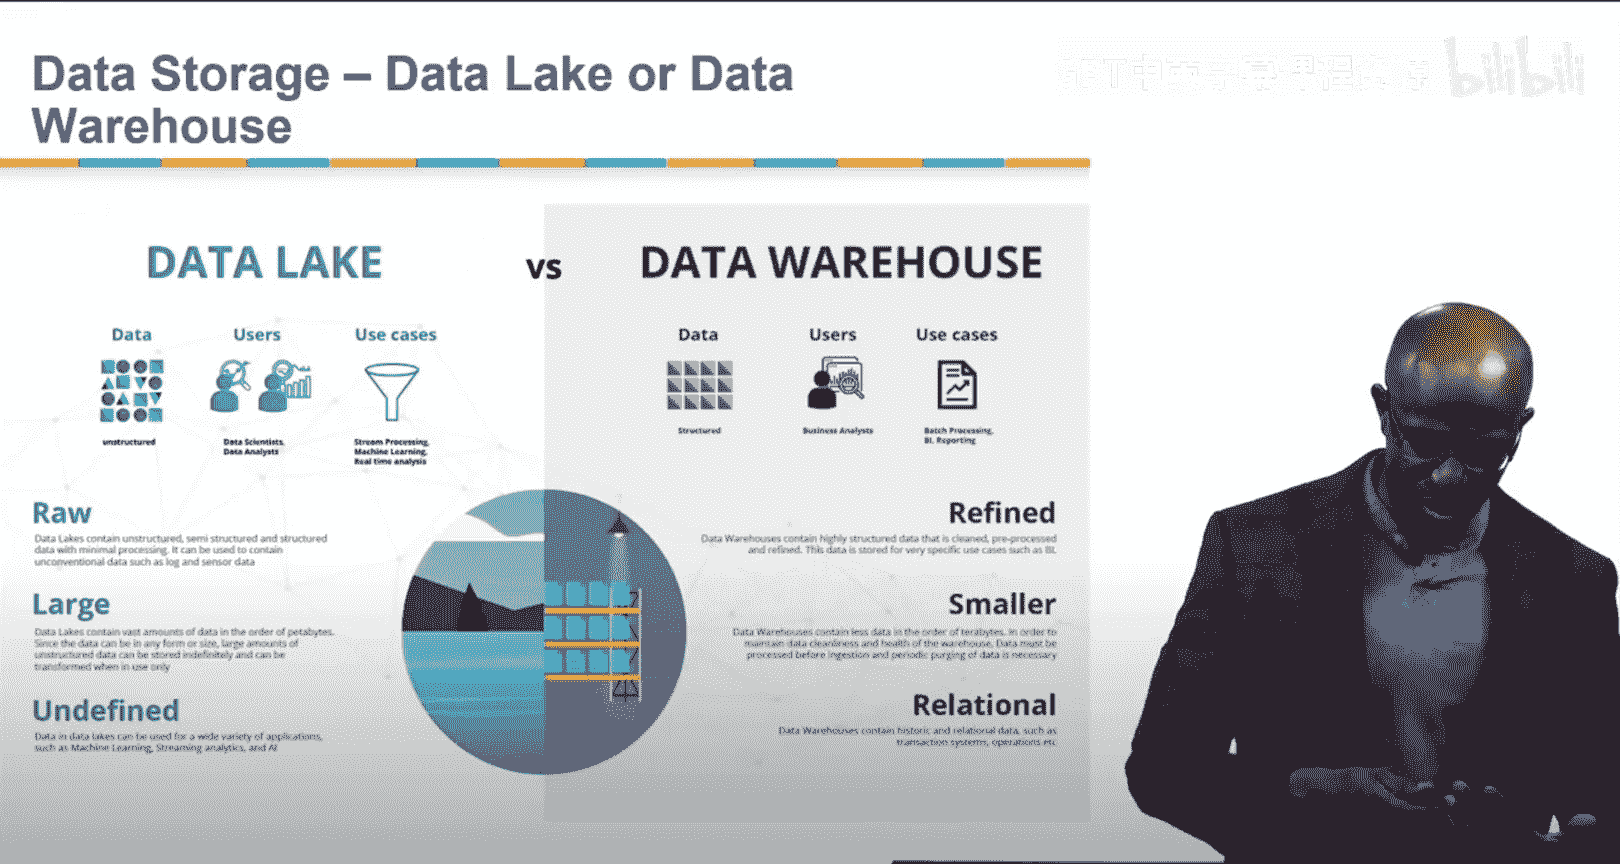 Data Storage – Data Lake or Data
Warehouse
bilibili
DATA LAKE
vs
DATA WAREHOUSE
Data
Users
Use cases
unstructured
Data Scientists,
Data Analysts
Stream Processing,
Machine Learning,
Real time analysis
Data
Users
Use cases
Structured
Business Analysts
Batch Processing,
BI, Reporting
Raw
Data Lakes contain unstructured, semi structured and structured
data with minimal processing. It can be used to contain
unconventional data such as log and sensor data
Large
Data Lakes contain vast amounts of data in the order of petabytes.
Since the data can be in any form or size, large amounts of
unstructured data can be stored indefinitely and can be
transformed when in use only
Undefined
Data in data lakes can be used for a wide variety of applications,
such as Machine Learning, Streaming analytics, and AI
Refined
Data Warehouses contain highly structured data that is cleaned, pre-processed
and refined. This data is stored for very specific use cases such as BI.
Smaller
Data Warehouses contain less data in the order of terabytes. In order to
maintain data cleanliness and health of the warehouse, Data must be
processed before ingestion and periodic purging of data is necessary
Relational
Data Warehouses contain historic and relational data, such as
transaction systems, operations etc